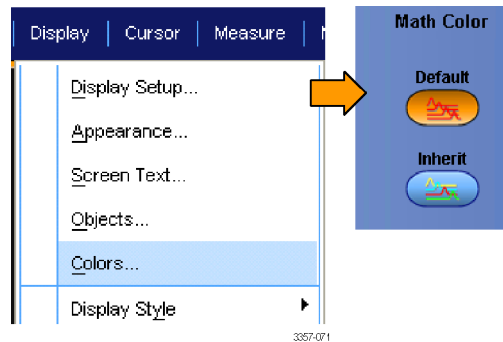 Display Cursor Measure
Display Setup...
Appearance...
Screen Text...
Objects...
Colors...
Display Style
3357-071
Math Color
Default
Inherit